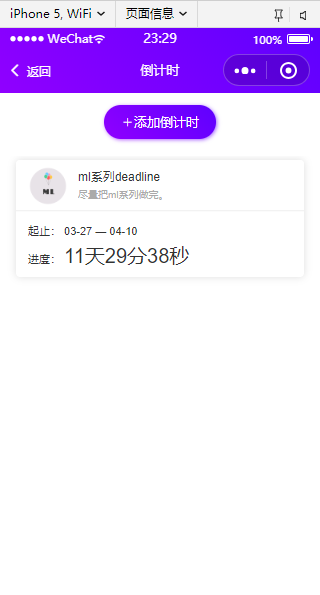 iPhone 5, WiFi 页面信息
WeChat 23:29 100%
返回 倒计时
+添加倒计时
ml系列deadline
尽量把ml系列做完。
ML
起止： 03-27 — 04-10
进度： 11天29分38秒